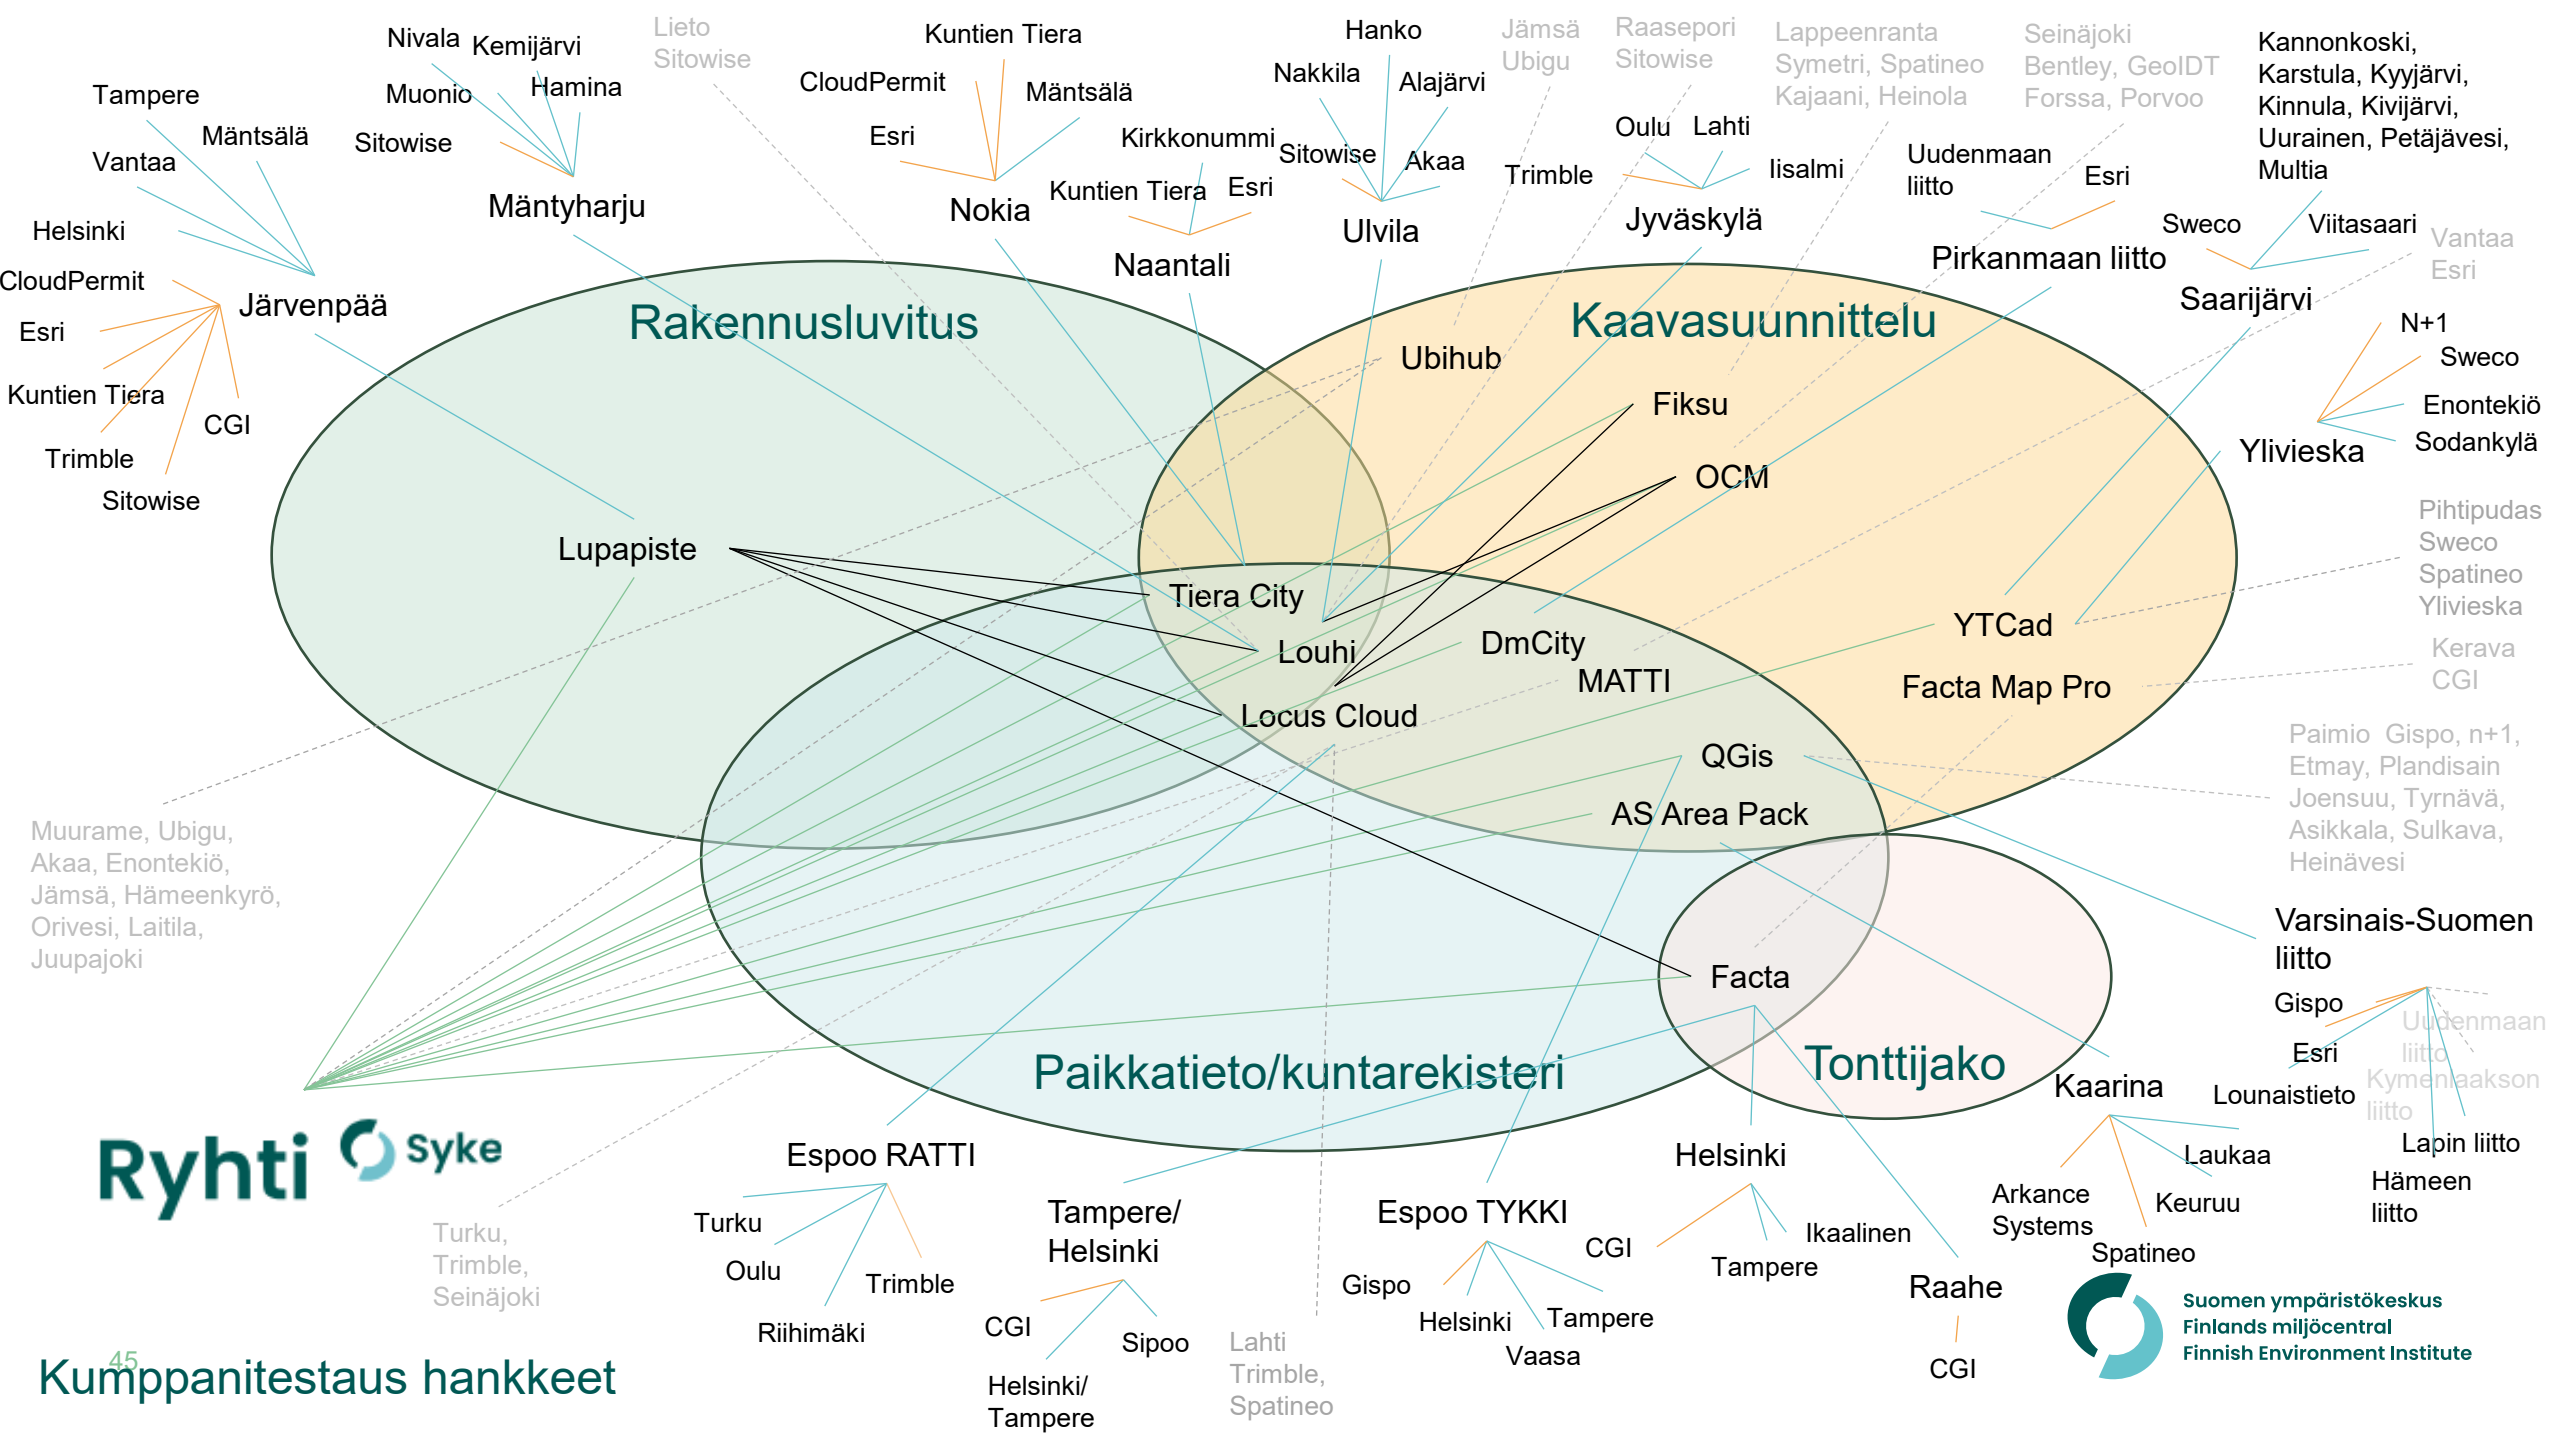 Nivala
Kemijärvi
Muonio
Hamina
Sitowise
Mäntyharju
Lieto
Sitowise
Tampere
Mäntsälä
Vantaa
Helsinki
CloudPermit
Järvenpää
Esri
Kuntien Tiera
CGI
Trimble
Sitowise
Kuntien Tiera
CloudPermit
Mäntsälä
Esri
Nokia
Kirkkonummi
Kuntien Tiera
Esri
Naantali
Hanko
Nakkila
Alajärvi
Sitowise
Akaa
Ulvila
Jämsä
Ubigu
Raasepori
Sitowise
Oulu
Lahti
Trimble
Iisalmi
Jyväskylä
Lappeenranta
Symetri, Spatineo
Kajaani, Heinola
Seinäjoki
Bentley, GeoIDT
Forssa, Porvoo
Uudenmaan
liitto
Esri
Pirkanmaan liitto
Kannonkoski,
Karstula, Kyyjärvi,
Kinnula, Kivijärvi,
Uurainen, Petäjävesi,
Multia
Sweco
Viitasaari
Saarijärvi
Vantaa
Esri
N+1
Sweco
Enontekiö
Sodankylä
Ylivieska
Pihtipudas
Sweco
Spatineo
Ylivieska
Kerava
CGI
Paimio  Gispo, n+1,
Etmay, Plandisain
Joensuu, Tyrnävä,
Asikkala, Sulkava,
Heinävesi
Rakennusluvitus
Kaavasuunnittelu
Ubihub
Fiksu
OCM
Lupapiste
Tiera City
Louhi
DmCity
MATTI
Locus Cloud
YTCad
Facta Map Pro
QGis
AS Area Pack
Facta
Paikkatieto/kuntarekisteri
Tonttijako
Muurame, Ubigu,
Akaa, Enontekiö,
Jämsä, Hämeenkyrö,
Orivesi, Laitila,
Juupajoki
Varsinais-Suomen
liitto
Gispo
Uudenmaan
liitto
Esri
Kymenlaakson
liitto
Lounaistieto
Lapin liitto
Hämeen
liitto
Kaarina
Laukaa
Keuruu
Arkance
Systems
Spatineo
Ryhti
Syke
Turku,
Trimble,
Seinäjoki
Espoo RATTI
Turku
Oulu
Trimble
Riihimäki
Tampere/
Helsinki
CGI
Sipoo
Helsinki/
Tampere
Lahti
Trimble,
Spatineo
Espoo TYKKI
Gispo
Helsinki
Tampere
Vaasa
Helsinki
CGI
Ikaalinen
Tampere
Raahe
CGI
Suomen ympäristökeskus
Finlands miljöcentral
Finnish Environment Institute
45
Kumppanitestaus hankkeet